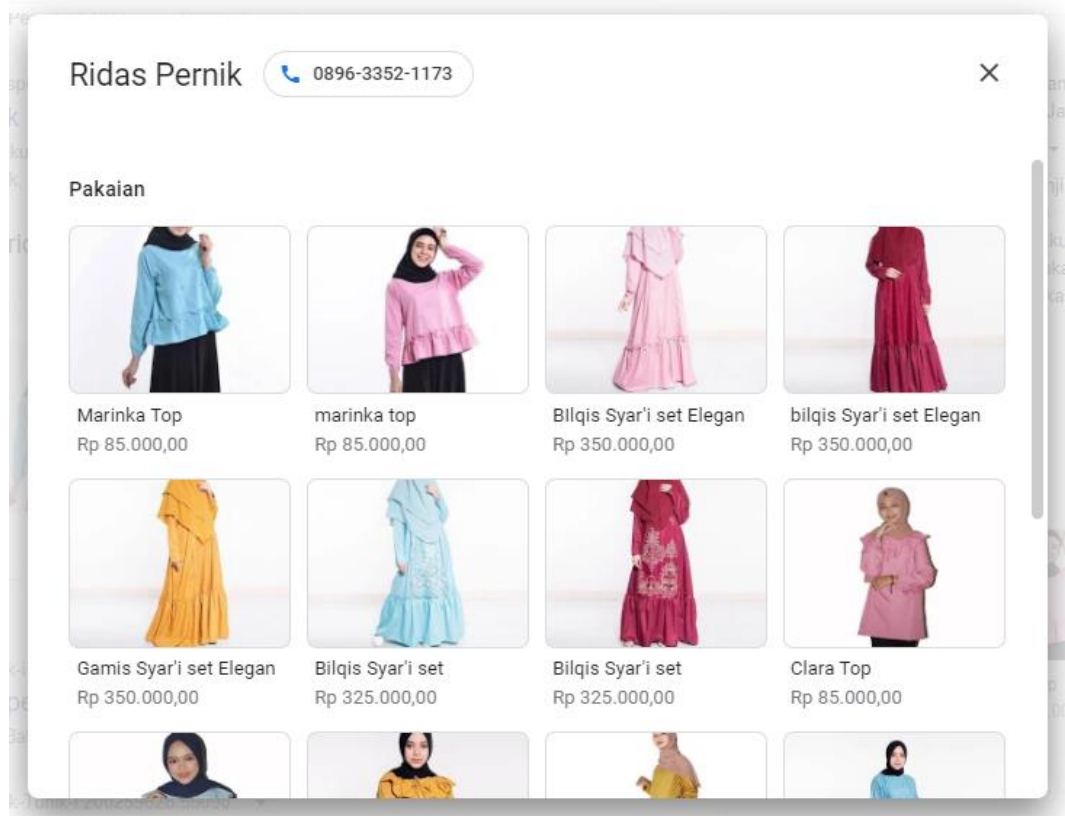 Ridas Pernik
0896-3352-1173
Pakaian
Marinka Top
Rp 85.000,00
marinka top
Rp 85.000,00
BIlqis Syar'i set Elegan
Rp 350.000,00
bilqis Syar'i set Elegan
Rp 350.000,00
Gamis Syar'i set Elegan
Rp 350.000,00
Bilqis Syar'i set
Rp 325.000,00
Bilqis Syar'i set
Rp 325.000,00
Clara Top
Rp 85.000,00